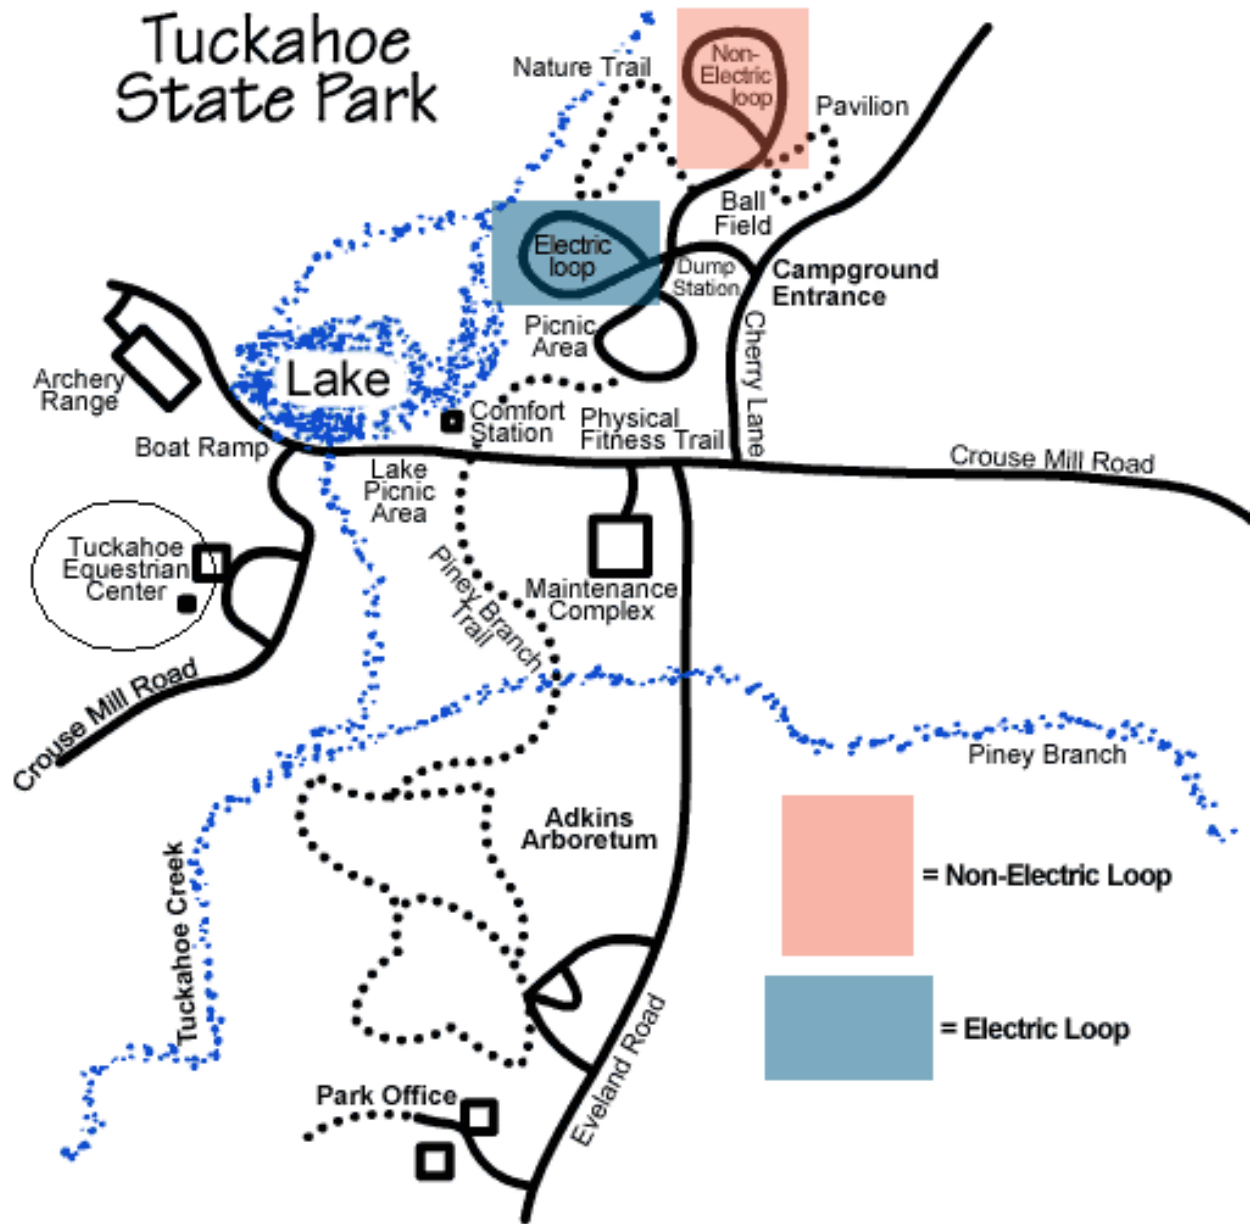 Tuckahoe
State Park
Nature Trail
Non-
Electric
loop
Pavilion
Ball
Field
Electric
loop
Dump
Station
Campground
Entrance
Picnic
Area
Cherry Lane
Lake
Archery
Range
Comfort
Station
Physical
Fitness Trail
Boat Ramp
Lake
Picnic
Area
Crouse Mill Road
Tuckahoe
Equestrian
Center
Piney Branch
Trail
Maintenance
Complex
Crouse Mill Road
Piney Branch
Adkins
Arboretum
Tuckahoe Creek
= Non-Electric Loop
= Electric Loop
Eveland Road
Park Office